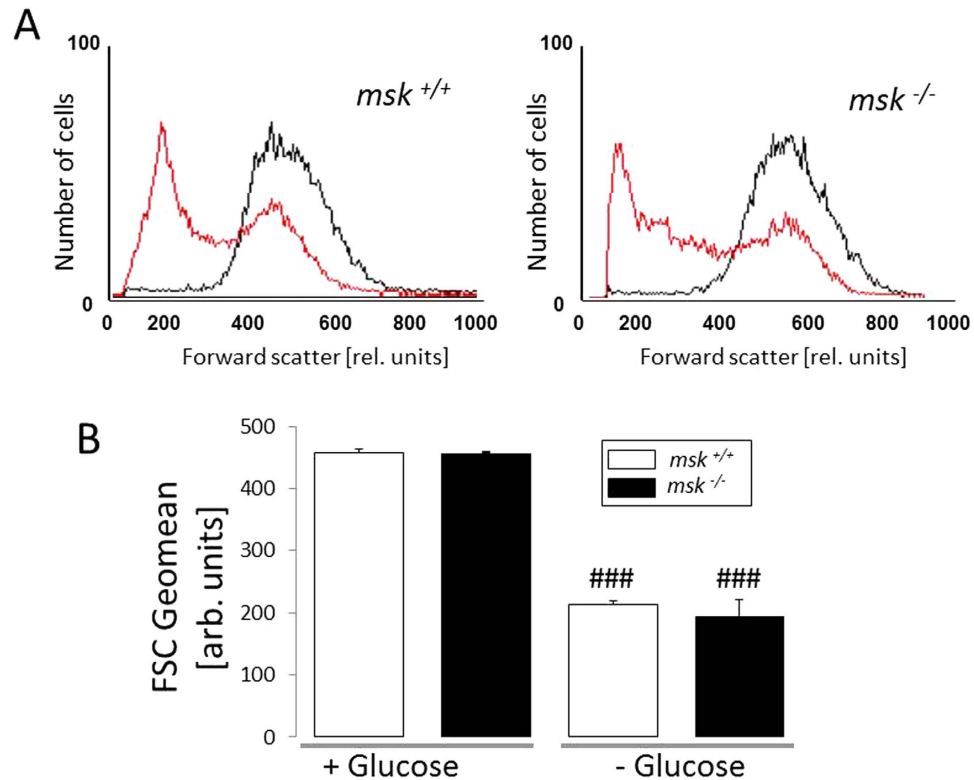 A
100
msk +/+
Number of cells
0
0 200 400 600 800 1000
Forward scatter [rel. units]
100
msk -/-
Number of cells
0
0 200 400 600 800 1000
Forward scatter [rel. units]
B
FSC Geomean
[arb. units]
500
400
300
200
100
0
msk +/+
msk -/-
### ###
+ Glucose - Glucose